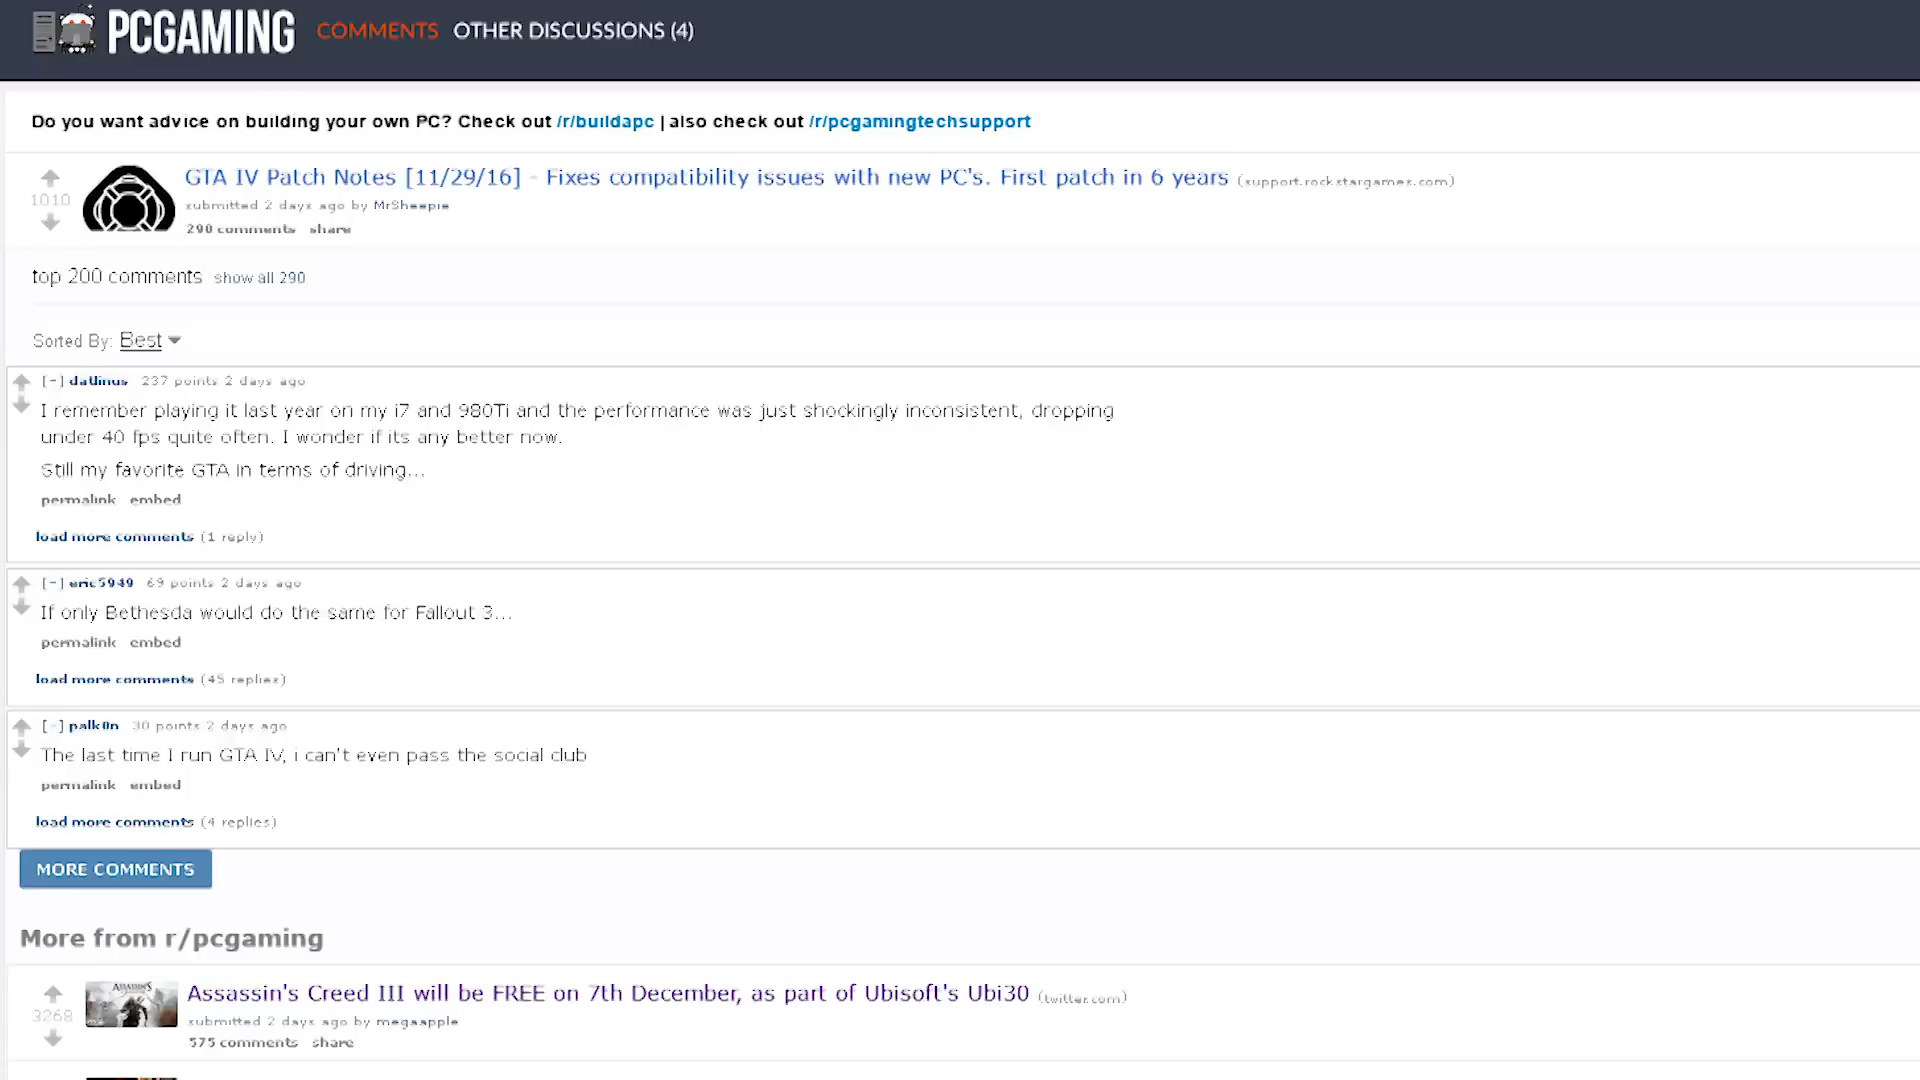 PCGAMING COMMENTS OTHER DISCUSSIONS (4)
Do you want advice on building your own PC? Check out /r/buildapc | also check out /r/pcgamingtechsupport
GTA IV Patch Notes [11/29/16] - Fixes compatibility issues with new PC's. First patch in 6 years (support.rockstargames.com)
1010
submitted 2 days ago by MrSheepie
290 comments share
top 200 comments show all 290
Sorted By: Best
[-] datlinus 237 points 2 days ago
I remember playing it last year on my i7 and 980Ti and the performance was just shockingly inconsistent, dropping
under 40 fps quite often. I wonder if its any better now.
Still my favorite GTA in terms of driving...
permalink embed
load more comments (1 reply)
[-] eric5949 69 points 2 days ago
If only Bethesda would do the same for Fallout 3...
permalink embed
load more comments (45 replies)
[-] palk0n 30 points 2 days ago
The last time I run GTA IV, i can't even pass the social club
permalink embed
load more comments (4 replies)
MORE COMMENTS
More from r/pcgaming
Assassin's Creed III will be FREE on 7th December, as part of Ubisoft's Ubi30 (twitter.com)
3268
submitted 2 days ago by megaapple
575 comments share